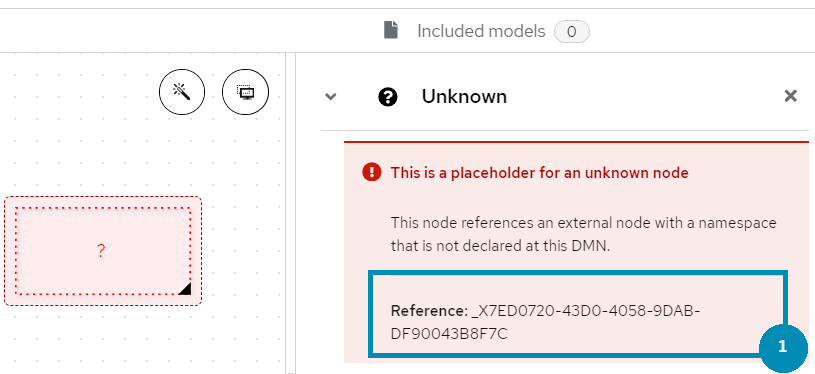 Included models 0
Unknown
This is a placeholder for an unknown node
?
This node references an external node with a namespace
that is not declared at this DMN.
Reference: _X7ED0720-43D0-4058-9DAB-
DF90043B8F7C
1